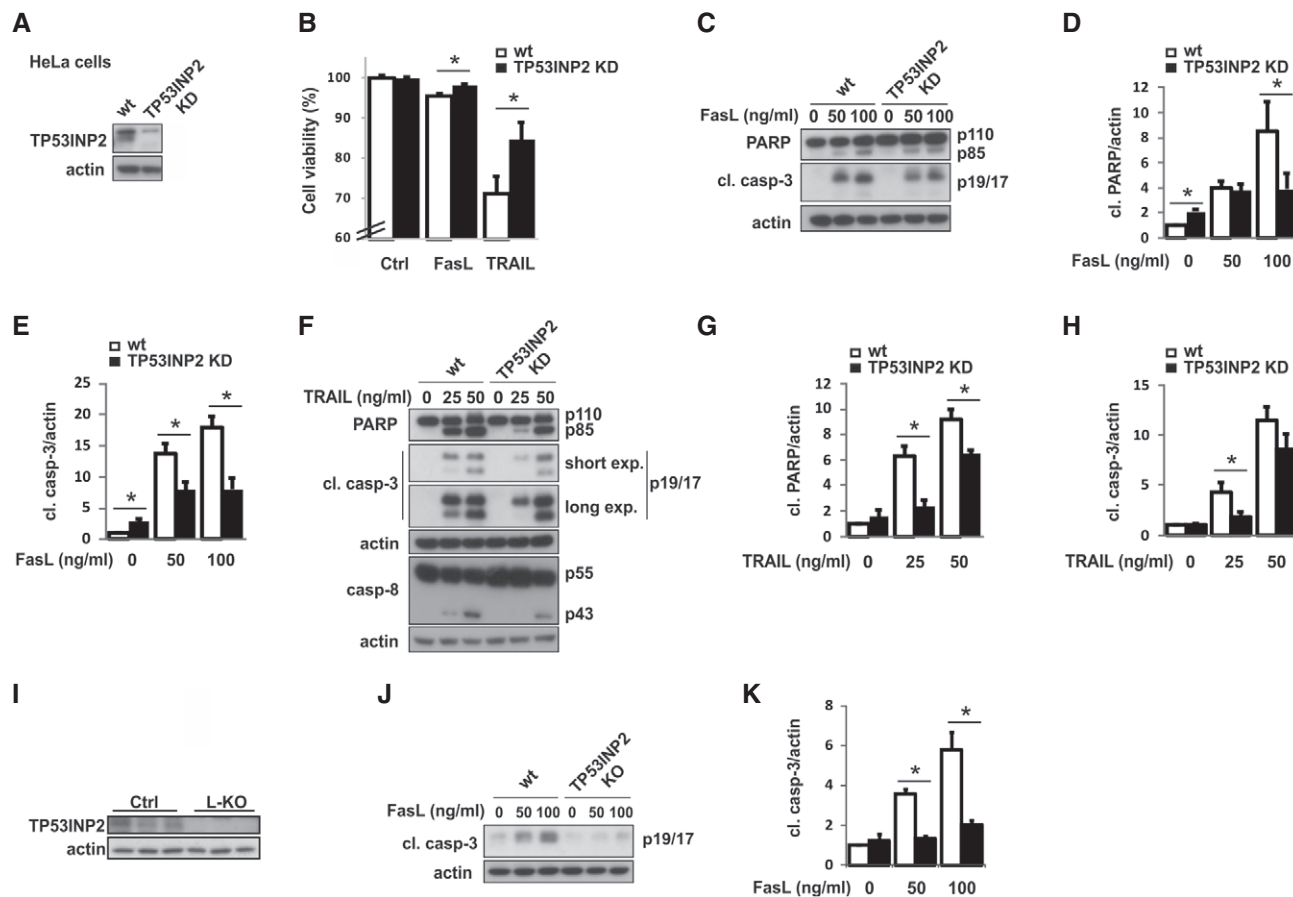 A
HeLa cells
wt
TP53INP2
KD
TP53INP2
actin
B
wt
TP53INP2 KD
Cell viability (%)
100
90
80
70
60
*
*
Ctrl FasL TRAIL
C
wt
TP53INP2
KD
FasL (ng/ml) 0 50 100 0 50 100
PARP
p110
p85
cl. casp-3
p19/17
actin
D
wt
TP53INP2 KD
cl. PARP/actin
12
10
8
6
4
2
0
*
*
FasL (ng/ml) 0 50 100
E
wt
TP53INP2 KD
cl. casp-3/actin
25
20
15
10
5
0
*
*
*
FasL (ng/ml) 0 50 100
F
wt
TP53INP2
KD
TRAIL (ng/ml) 0 25 50 0 25 50
PARP
p110
p85
cl. casp-3
short exp.
long exp.
p19/17
actin
casp-8
p55
p43
actin
G
wt
TP53INP2 KD
cl. PARP/actin
12
10
8
6
4
2
0
*
*
TRAIL (ng/ml) 0 25 50
H
wt
TP53INP2 KD
cl. casp-3/actin
15
10
5
0
*
TRAIL (ng/ml) 0 25 50
I
Ctrl L-KO
TP53INP2
actin
J
wt
TP53INP2
KO
FasL (ng/ml) 0 50 100 0 50 100
cl. casp-3
p19/17
actin
K
cl. casp-3/actin
8
6
4
2
0
*
*
FasL (ng/ml) 0 50 100